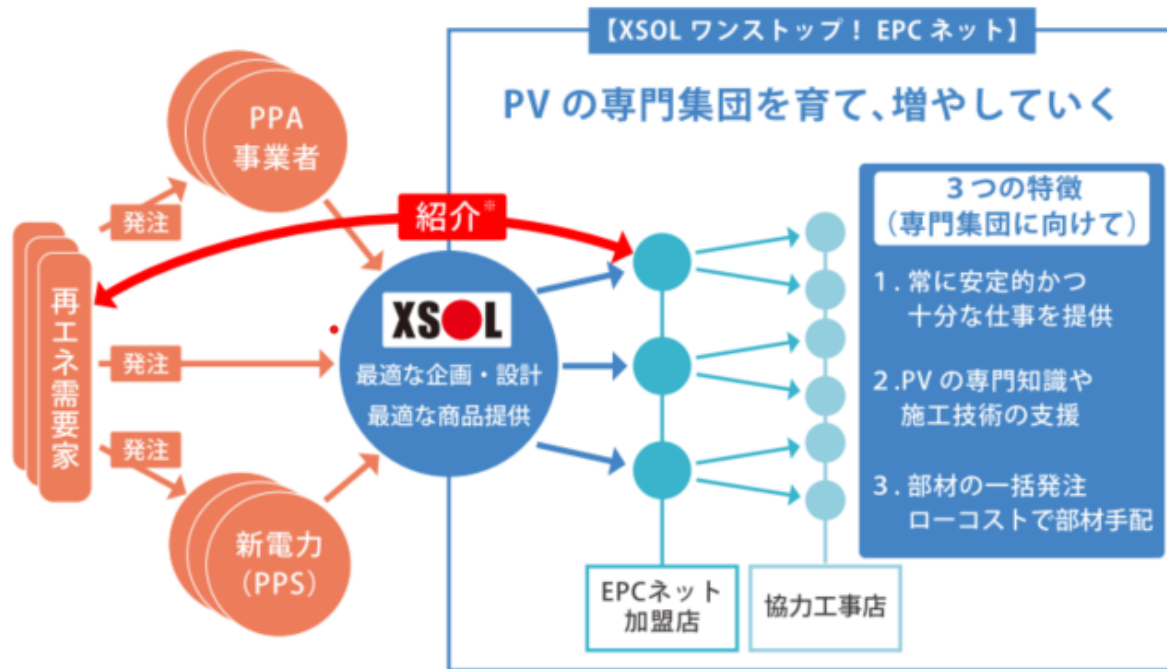 【XSOL ワンストップ! EPC ネット】
PV の専門集団を育て、増やしていく
PPA
事業者
発注
紹介※
再エネ需要家
XSOL
最適な企画・設計
最適な商品提供
発注
発注
新電力
(PPS)
EPCネット
加盟店
協力工事店
3つの特徴
(専門集団に向けて)
1. 常に安定的かつ
十分な仕事を提供
2.PV の専門知識や
施工技術の支援
3. 部材の一括発注
ローコストで部材手配